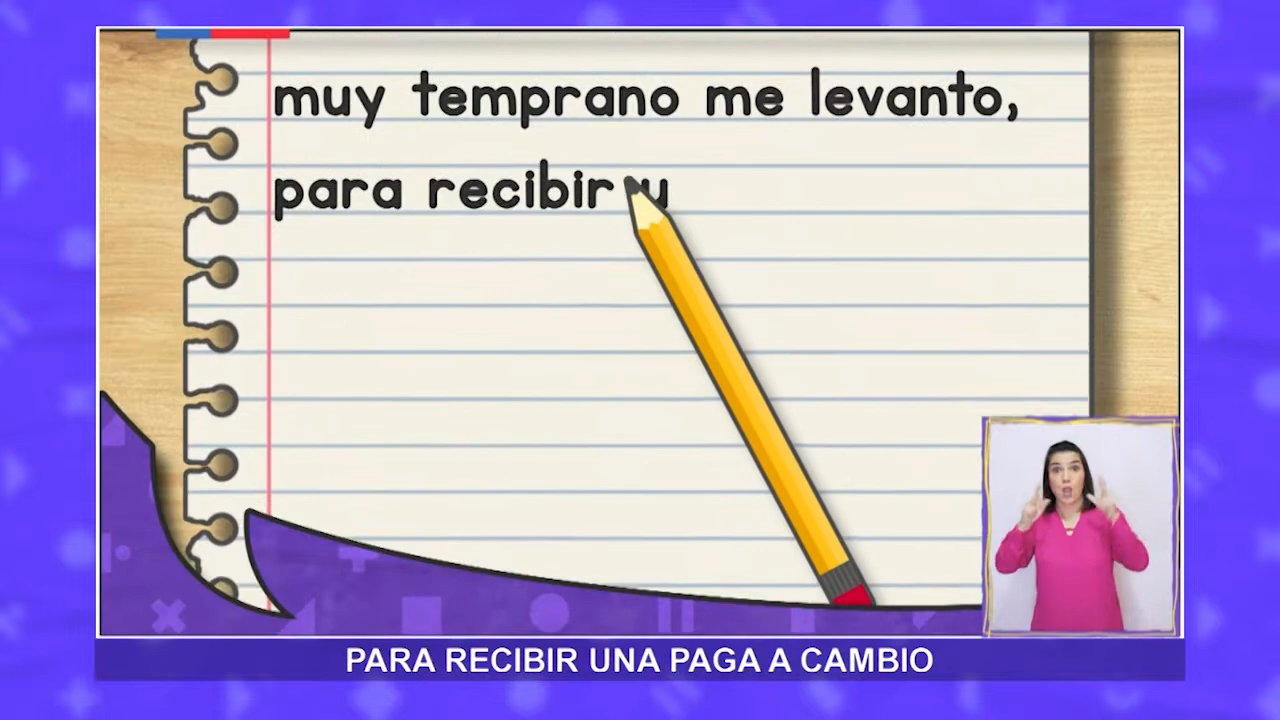 muy temprano me levanto,
para recibir u
PARA RECIBIR UNA PAGA A CAMBIO